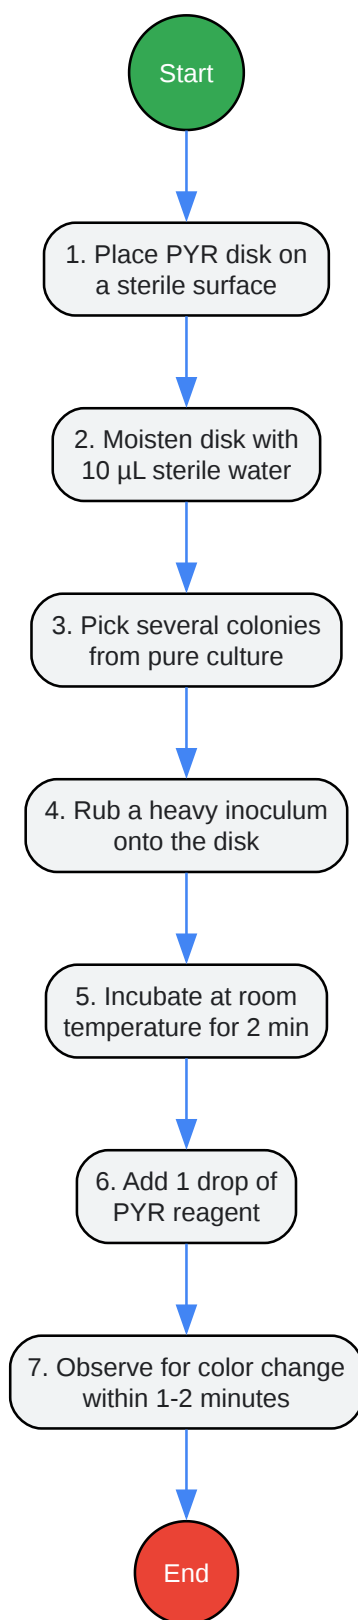 Start
1. Place PYR disk on
a sterile surface
2. Moisten disk with
10 µL sterile water
3. Pick several colonies
from pure culture
4. Rub a heavy inoculum
onto the disk
5. Incubate at room
temperature for 2 min
6. Add 1 drop of
PYR reagent
7. Observe for color change
within 1-2 minutes
End